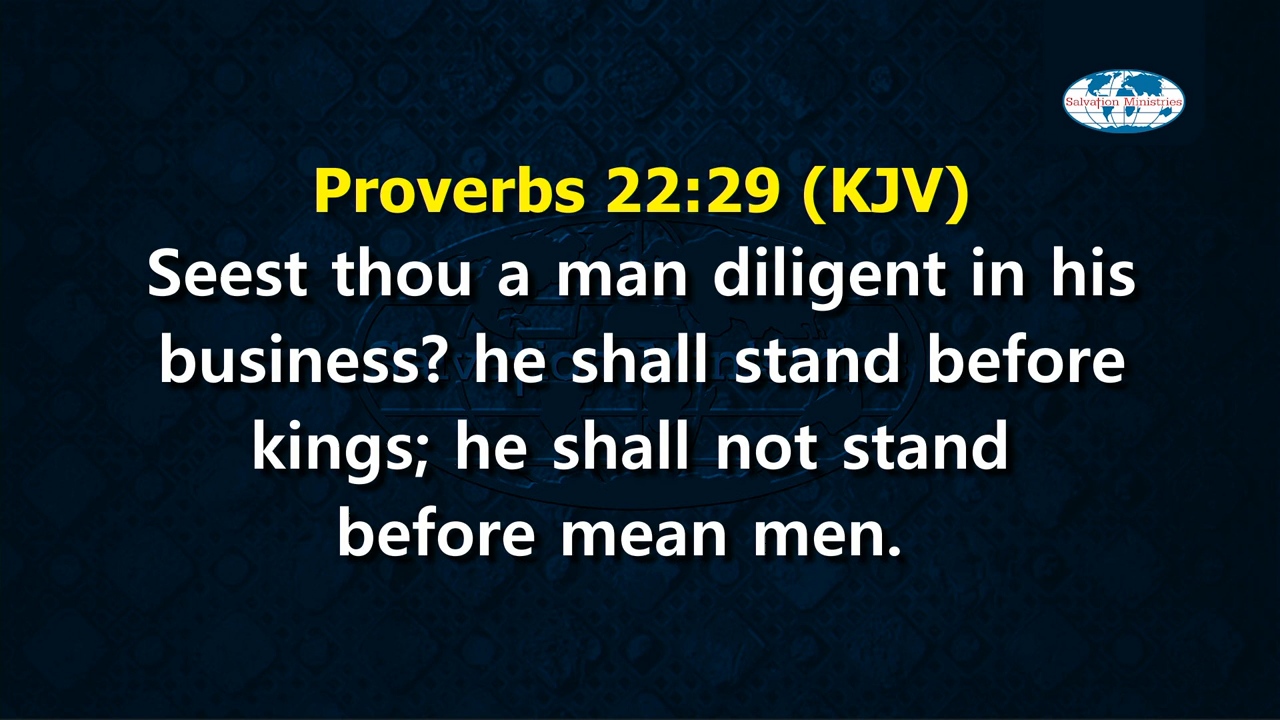 Salvation Ministries
Proverbs 22:29 (KJV)
Seest thou a man diligent in his
business? he shall stand before
kings; he shall not stand
before mean men.